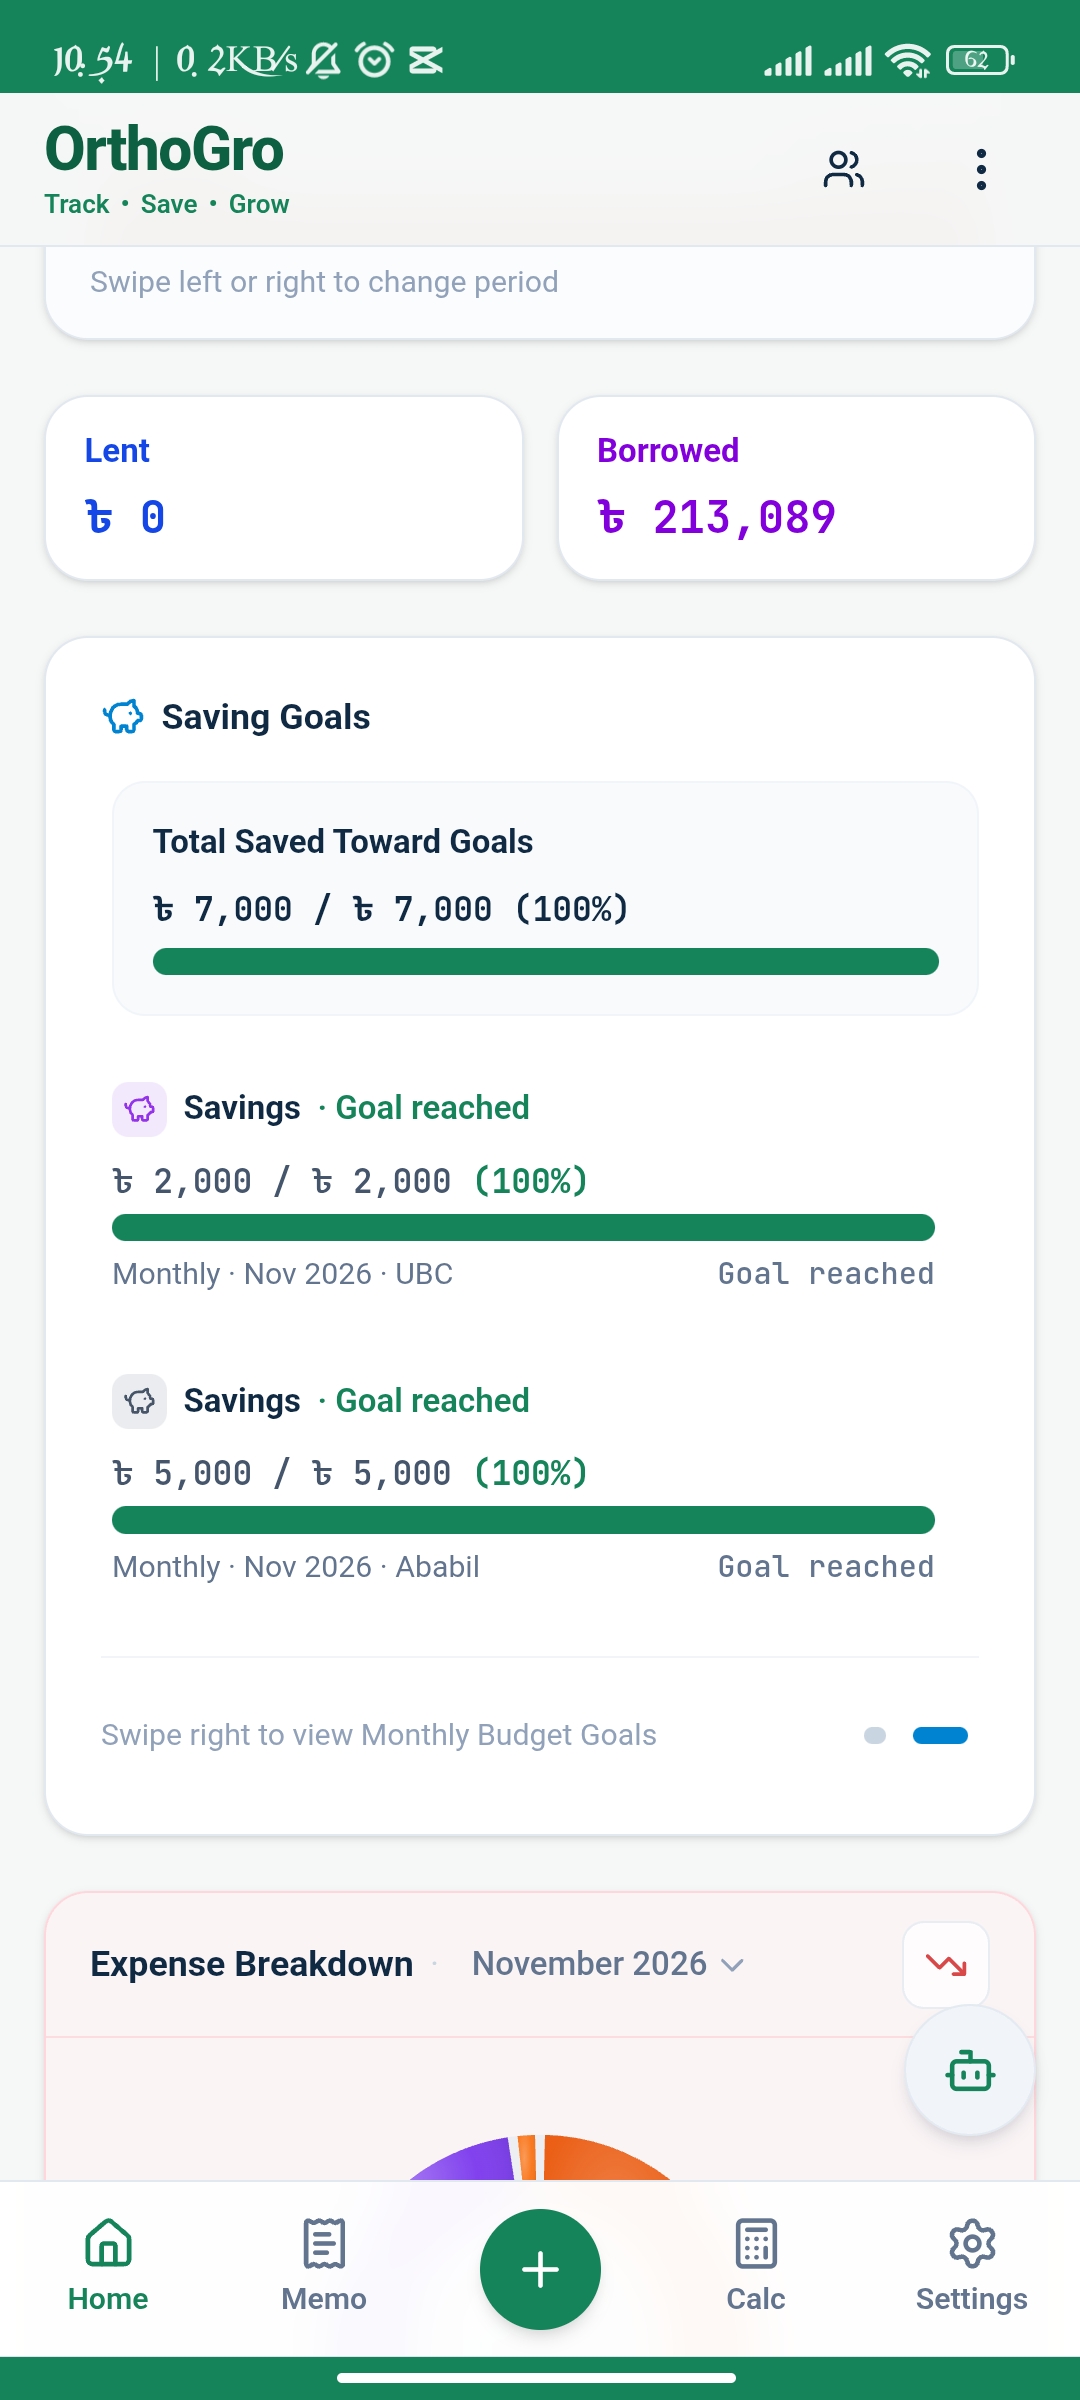 10.54 | 0.2KB/s 62
OrthoGro
Track • Save • Grow
Swipe left or right to change period
Lent
৳ 0
Borrowed
৳ 213,089
Saving Goals
Total Saved Toward Goals
৳ 7,000 / ৳ 7,000 (100%)
Savings · Goal reached
৳ 2,000 / ৳ 2,000 (100%)
Monthly · Nov 2026 · UBC Goal reached
Savings · Goal reached
৳ 5,000 / ৳ 5,000 (100%)
Monthly · Nov 2026 · Ababil Goal reached
Swipe right to view Monthly Budget Goals
Expense Breakdown · November 2026
Home Memo Calc Settings